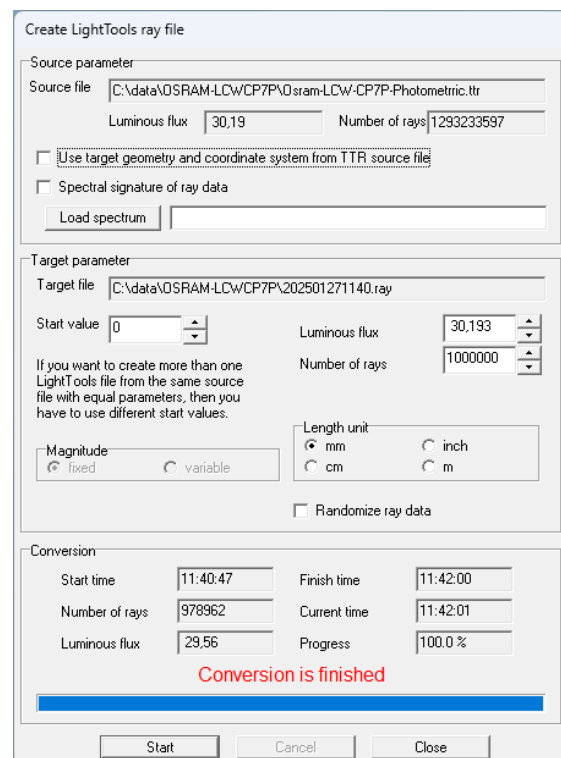 Create LightTools ray file
Source parameter
Source file C:\data\OSRAM-LCWCP7P\Osram-LCW-CP7P-Photometrric.ttr
Luminous flux 30,19 Number of rays 1293233597
Use target geometry and coordinate system from TTR source file
Spectral signature of ray data
Load spectrum
Target parameter
Target file C:\data\OSRAM-LCWCP7P\202501271140.ray
Start value 0
Luminous flux 30,193
Number of rays 1000000
If you want to create more than one
LightTools file from the same source
file with equal parameters, then you
have to use different start values.
Length unit
mm inch
cm m
Magnitude
fixed variable
Randomize ray data
Conversion
Start time 11:40:47 Finish time 11:42:00
Number of rays 978962 Current time 11:42:01
Luminous flux 29,56 Progress 100.0 %
Conversion is finished
Start Cancel Close